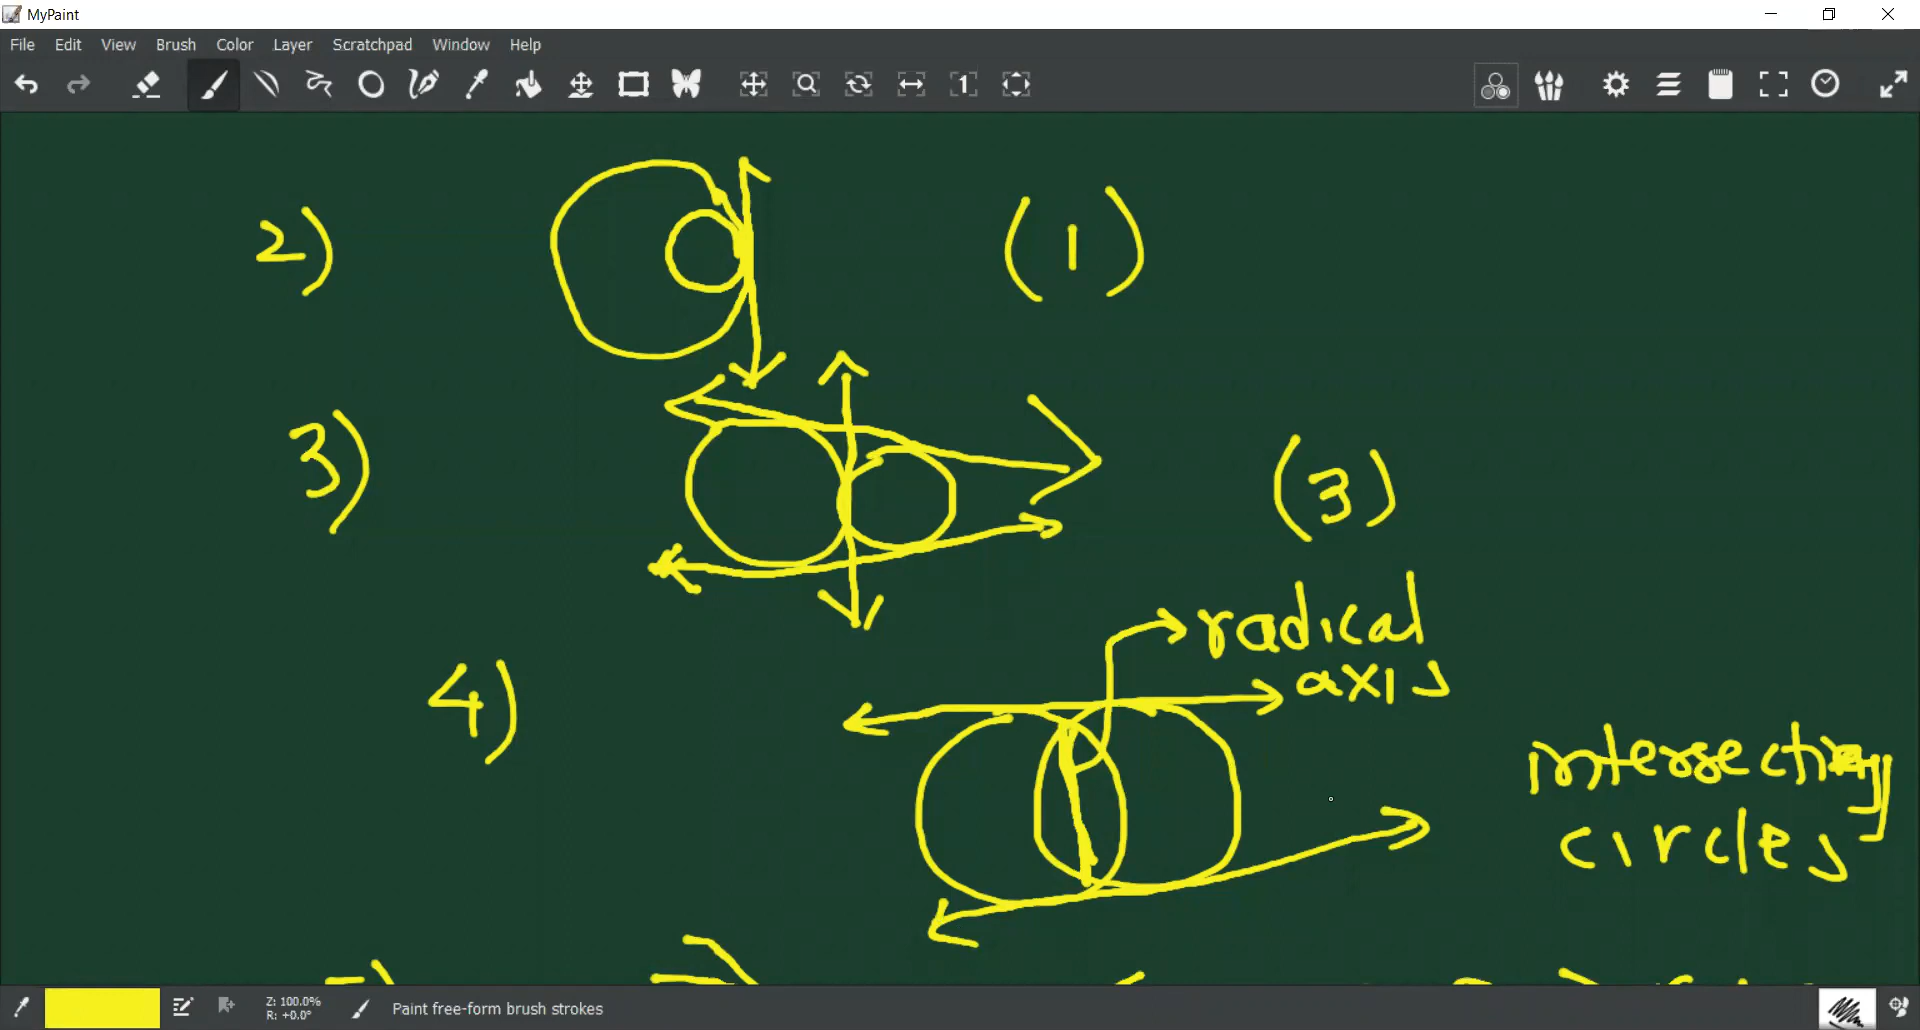 MyPaint
File Edit View Brush Color Layer Scratchpad Window Help
1
2) (1)
3) (3)
radical
axis
4)
intersecting
circles
Z: 100.0%
R: +0.0°
Paint free-form brush strokes